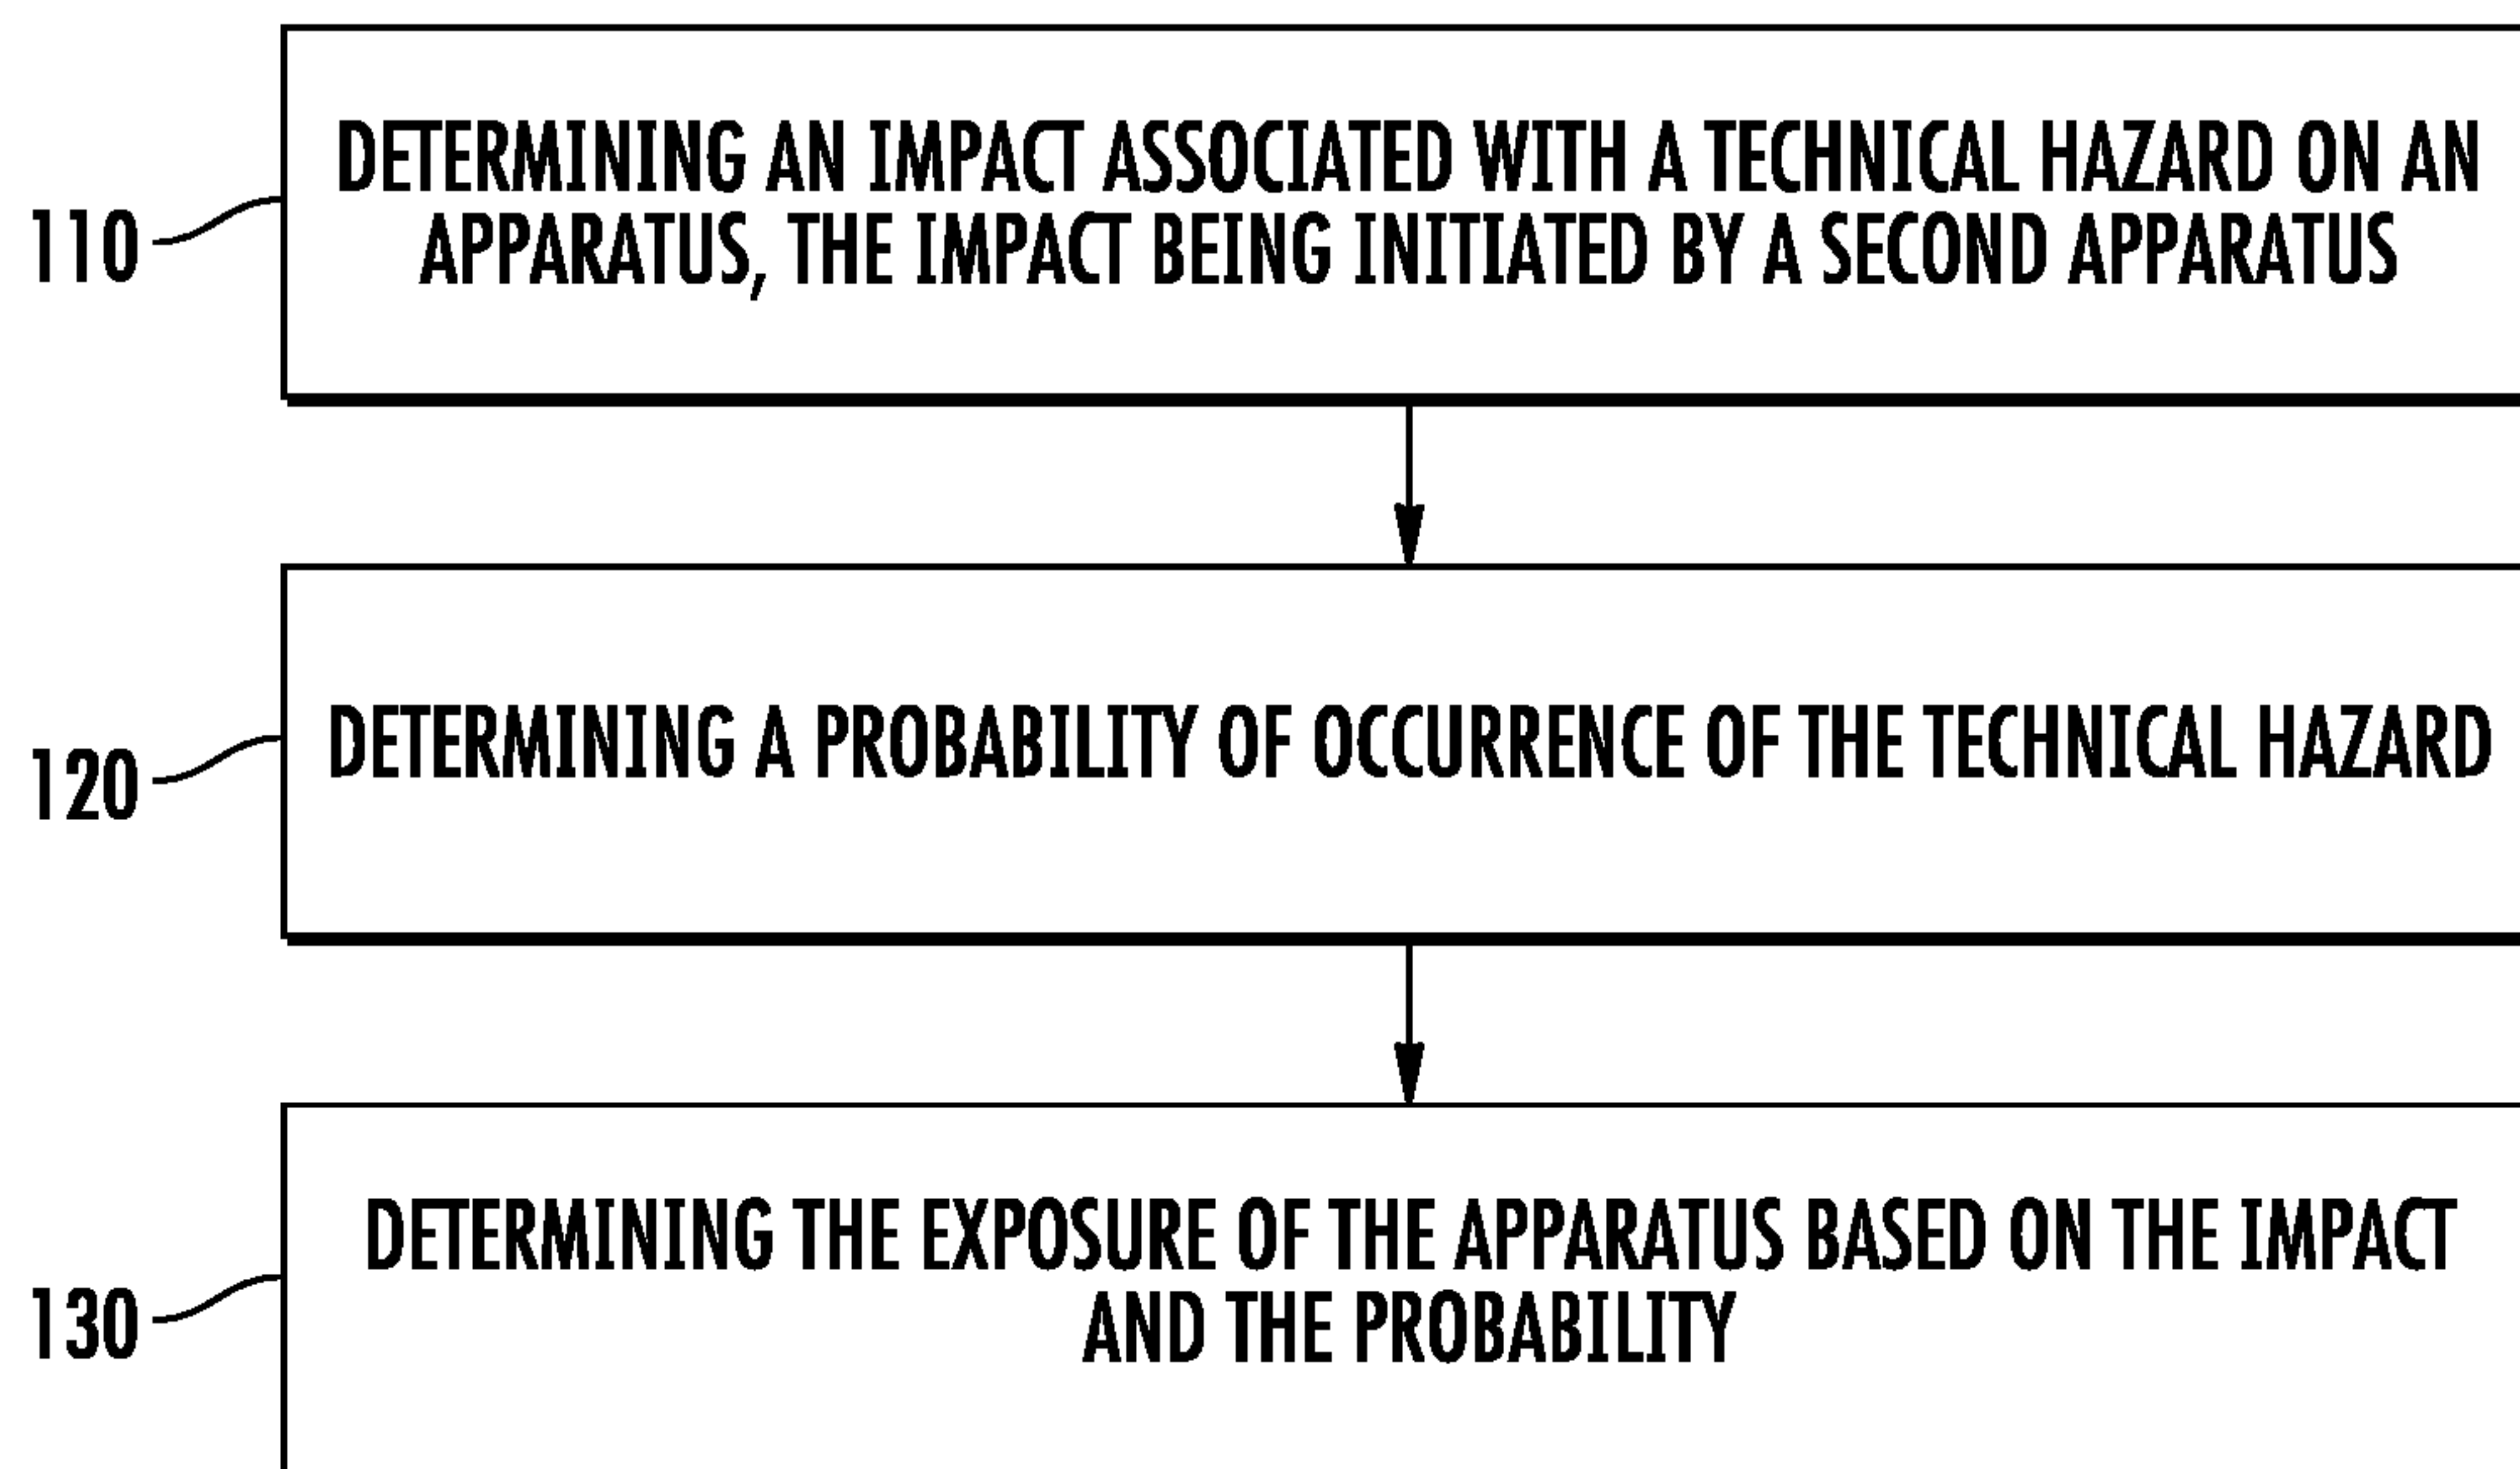 DETERMINING AN IMPACT ASSOCIATED WITH A TECHNICAL HAZARD ON AN
APPARATUS, THE IMPACT BEING INITIATED BY A SECOND APPARATUS
110
DETERMINING A PROBABILITY OF OCCURRENCE OF THE TECHNICAL HAZARD
120
DETERMINING THE EXPOSURE OF THE APPARATUS BASED ON THE IMPACT
AND THE PROBABILITY
130